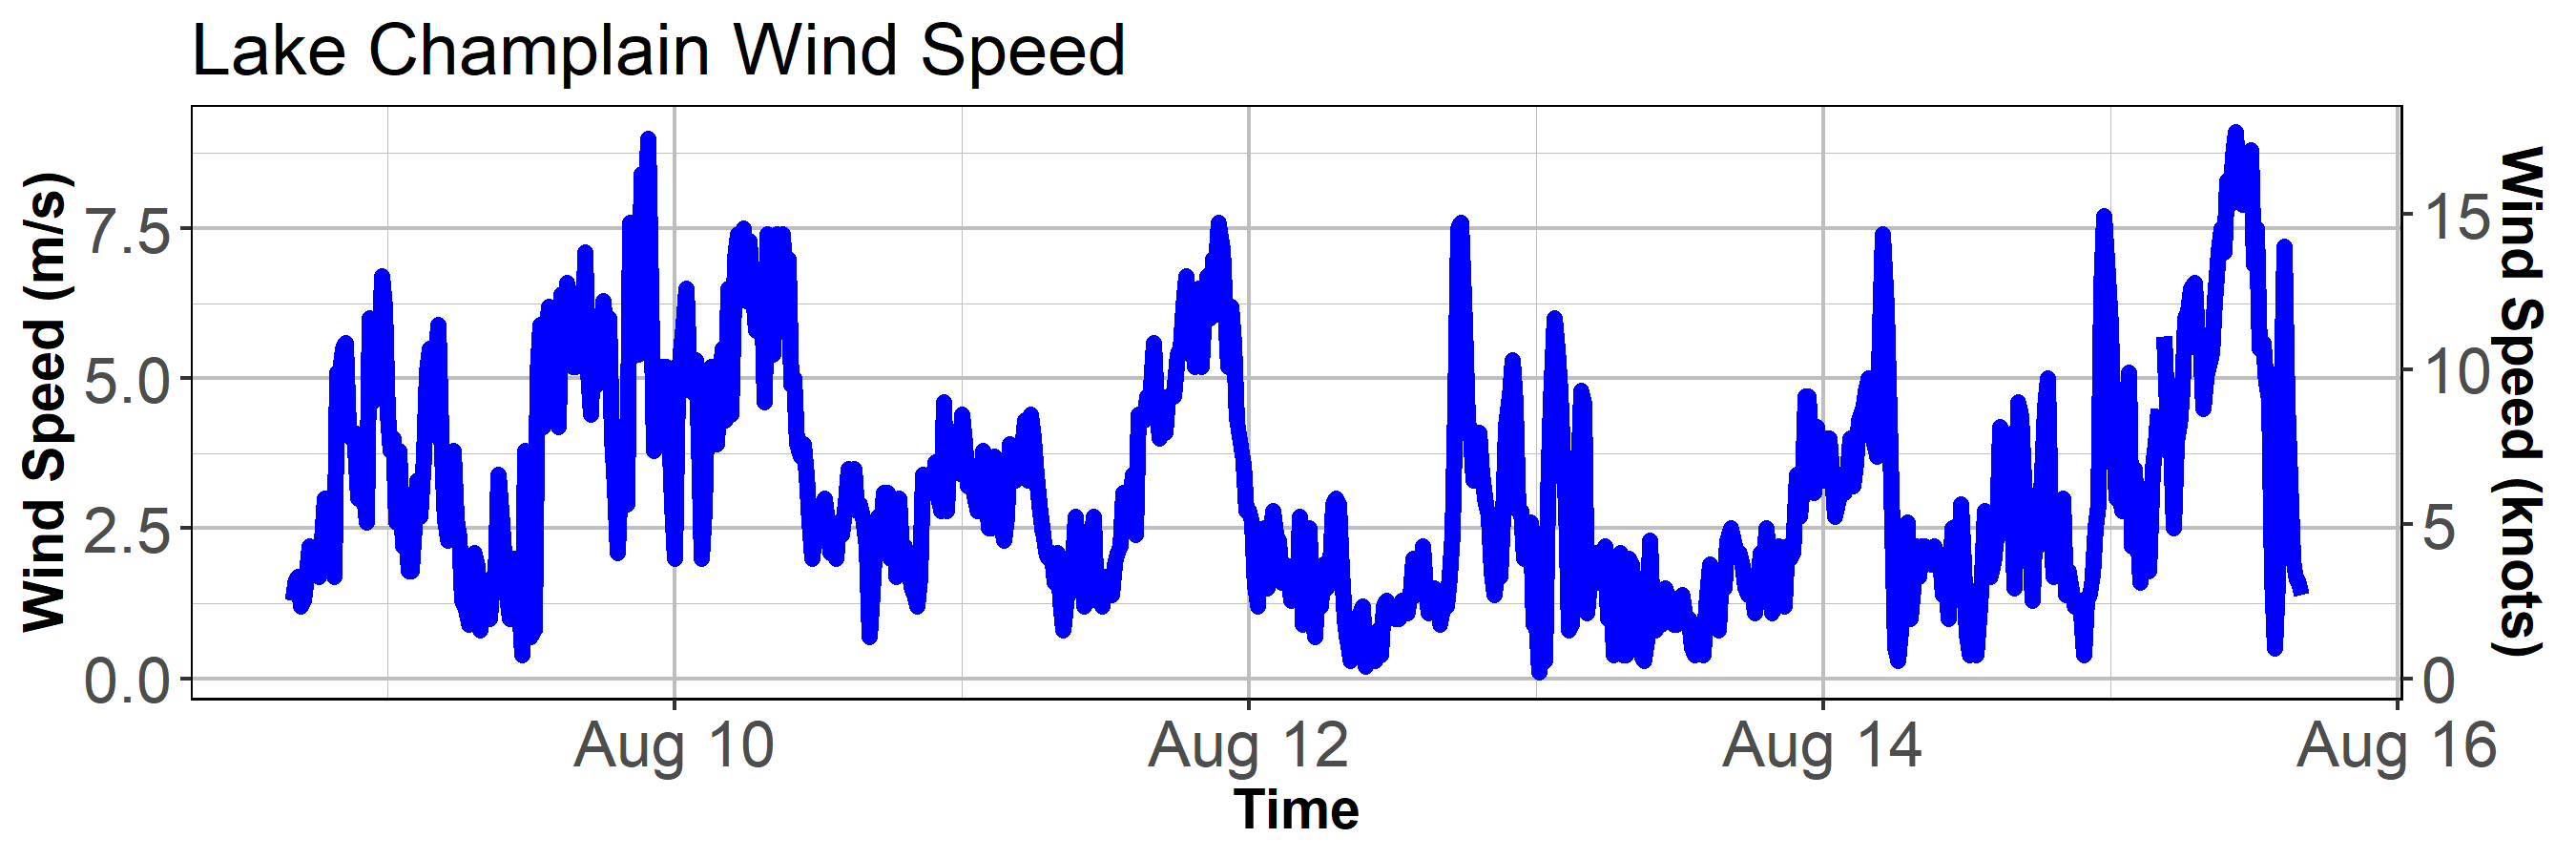 Lake Champlain Wind Speed
Wind Speed (m/s)
7.5
5.0
2.5
0.0
15
10
5
0
Wind Speed (knots)
Aug 10
Aug 12
Aug 14
Aug 16
Time